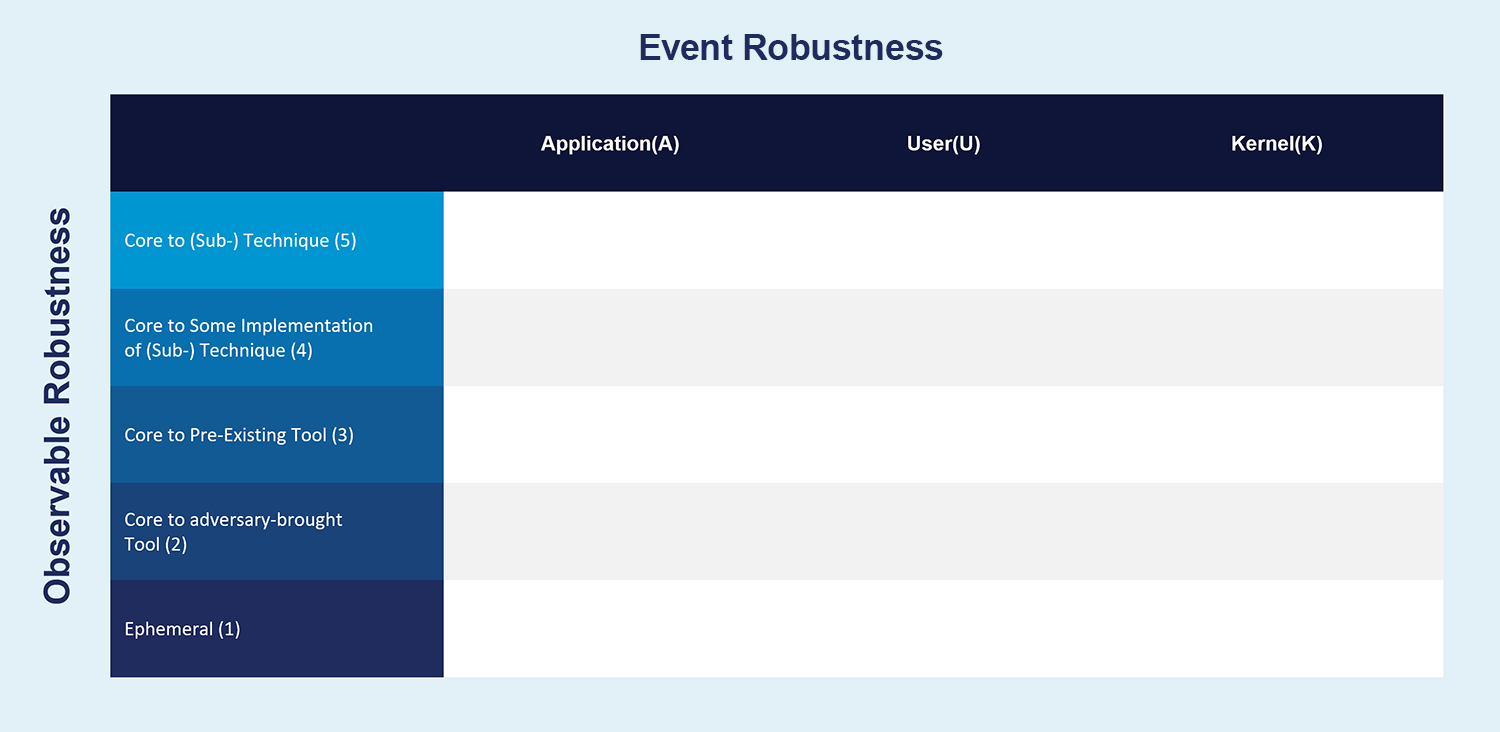 Event Robustness
Application(A)
User(U)
Kernel(K)
Observable Robustness
Core to (Sub-) Technique (5)
Core to Some Implementation
of (Sub-) Technique (4)
Core to Pre-Existing Tool (3)
Core to adversary-brought
Tool (2)
Ephemeral (1)